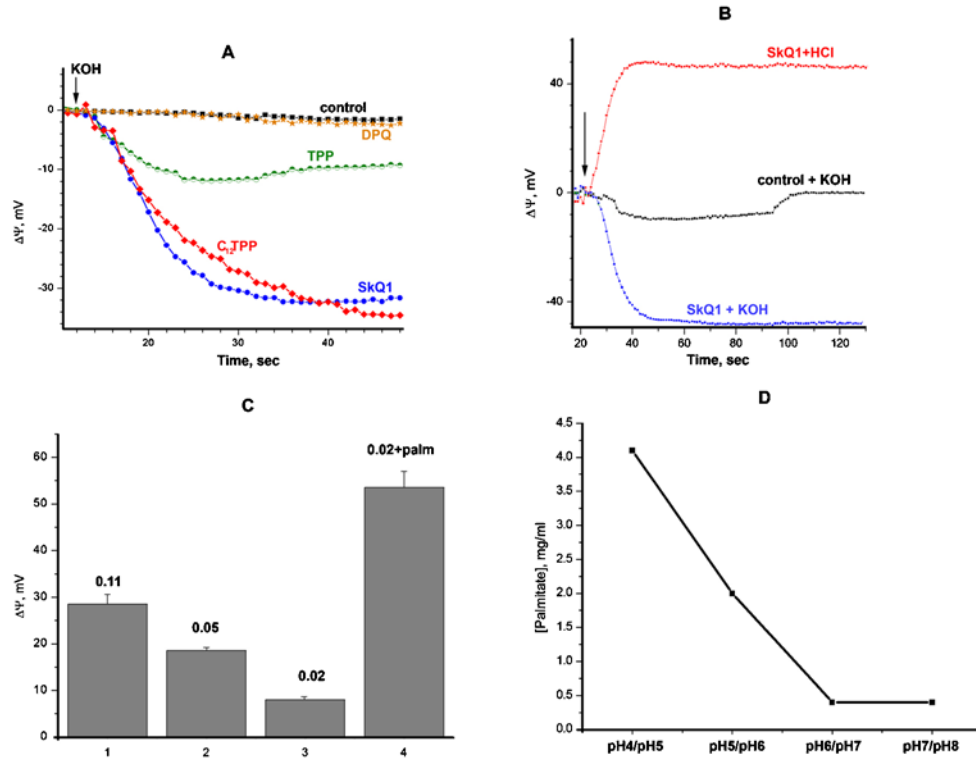 A
KOH
0
-10
-20
-30
ΔΨ, mV
control
DPQ
TPP
C12TPP
SkQ1
20
30
40
Time, sec
B
SkQ1+HCl
40
0
-40
ΔΨ, mV
control + KOH
SkQ1 + KOH
20
40
60
80
100
120
Time, sec
C
60
50
40
30
20
10
0
ΔΨ, mV
0.11
0.05
0.02
0.02+palm
1
2
3
4
D
4.5
4.0
3.5
3.0
2.5
2.0
1.5
1.0
0.5
0.0
[Palmitate], mg/ml
pH4/pH5
pH5/pH6
pH6/pH7
pH7/pH8